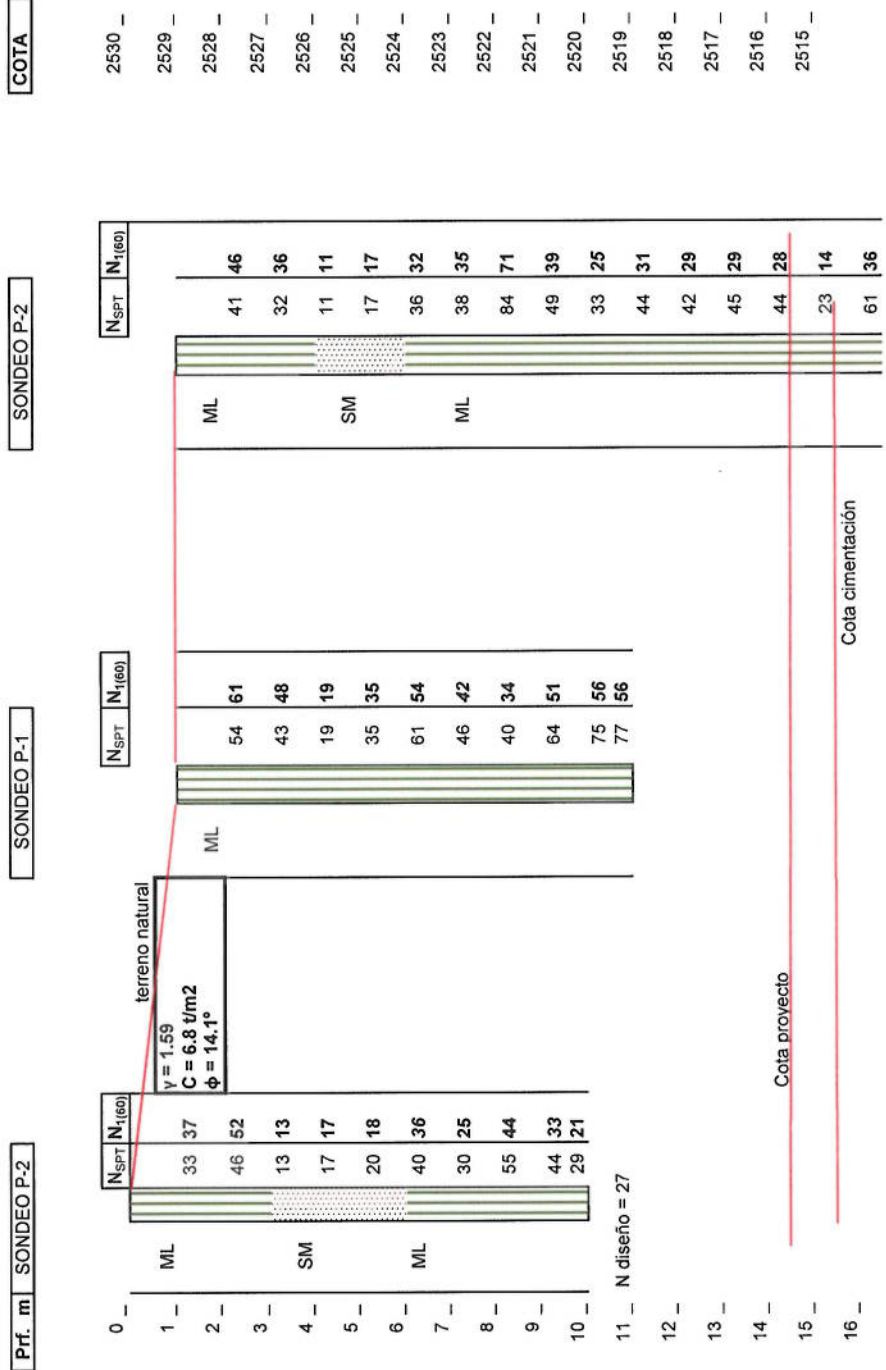 Prf. m SONDEO P-2 SONDEO P-1 SONDEO P-2 COTA
NSPT N1(60) NSPT N1(60) NSPT N1(60)
0 – 2530 –
terreno natural
1 – ML 33 37 γ = 1.59 2529 –
C = 6.8 t/m2
ϕ = 14.1°
2 – 46 52 ML 54 61 ML 41 46 2528 –
3 – 13 13 43 48 32 36 2527 –
4 – SM 17 17 19 19 11 11 2526 –
5 – 20 18 35 35 SM 17 17 2525 –
6 – ML 40 36 61 54 36 32 2524 –
7 – 30 25 46 42 ML 38 35 2523 –
8 – 55 44 40 34 84 71 2522 –
9 – 44 33 64 51 49 39 2521 –
10 – 29 21 75 56 33 25 2520 –
77 56
11 – N diseño = 27 44 31 2519 –
12 – 42 29 2518 –
13 – 45 29 2517 –
14 – Cota proyecto 44 28 2516 –
15 – 23 14 2515 –
Cota cimentación
16 – 61 36